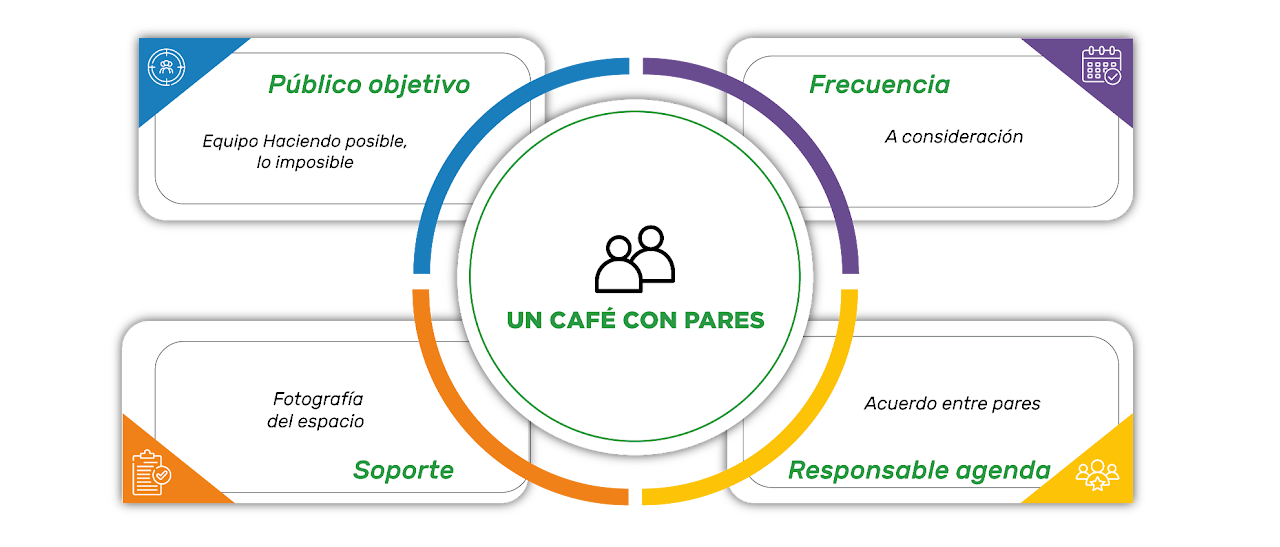 Público objetivo
Equipo Haciendo posible,
lo imposible
Frecuencia
A consideración
UN CAFÉ CON PARES
Fotografía
del espacio
Soporte
Acuerdo entre pares
Responsable agenda